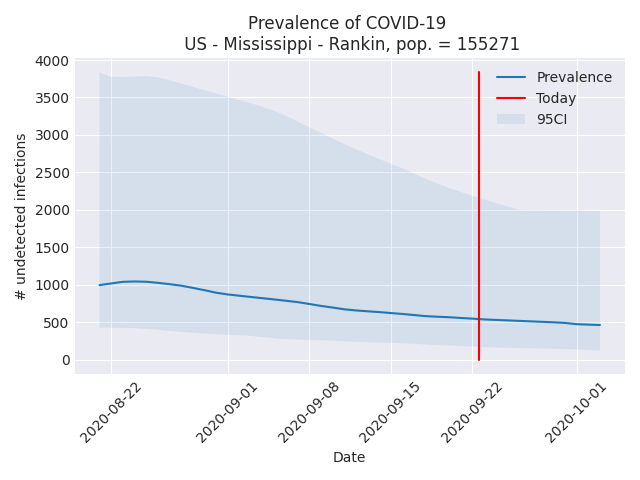 Prevalence of COVID-19
US - Mississippi - Rankin, pop. = 155271
# undetected infections
4000
3500
3000
2500
2000
1500
1000
500
0
Prevalence
Today
95CI
2020-08-22
2020-09-01
2020-09-08
2020-09-15
2020-09-22
2020-10-01
Date